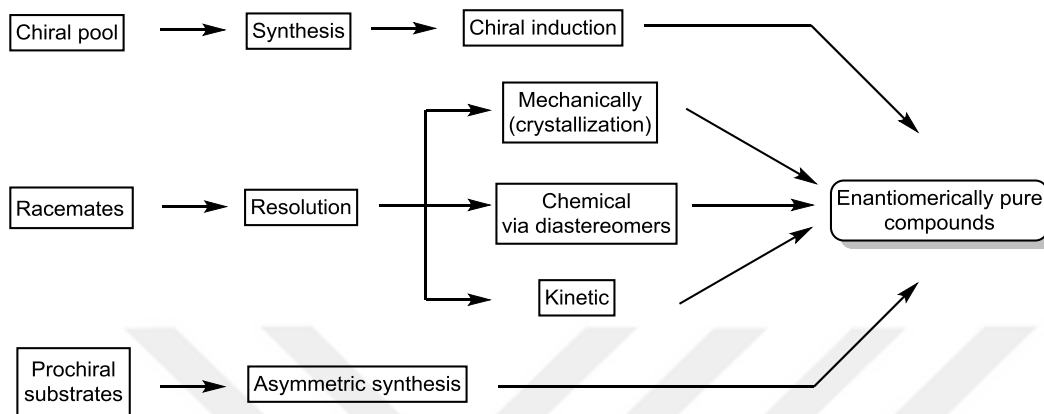 Chiral pool
Synthesis
Chiral induction
Mechanically
(crystallization)
Racemates
Resolution
Chemical
via diastereomers
Enantiomerically pure
compounds
Kinetic
Prochiral
substrates
Asymmetric synthesis